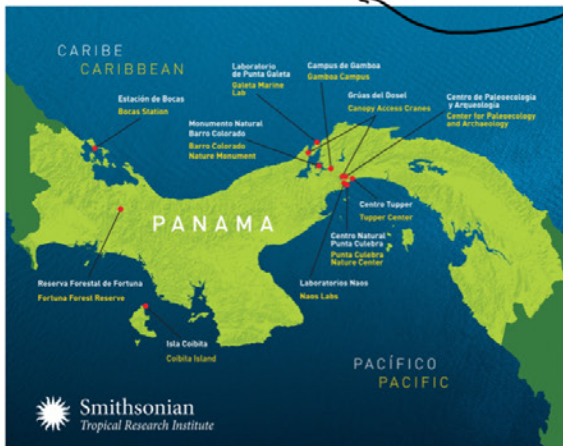 CARIBE
CARIBBEAN
Estación de Bocas
Bocas Station
Laboratorio
de Punta Galeta
Galeta Marine
Lab
Campus de Gamboa
Gamboa Campus
Grúas del Dosel
Canopy Access Cranes
Centro de Paleoecología
y Arqueología
Center for Paleoecology
and Archaeology
Monumento Natural
Barro Colorado
Barro Colorado
Nature Monument
PANAMA
Centro Tupper
Tupper Center
Centro Natural
Punta Culebra
Punta Culebra
Nature Center
Laboratorios Naos
Naos Labs
Reserva Forestal de Fortuna
Fortuna Forest Reserve
Isla Coibita
Coibita Island
PACÍFICO
PACIFIC
Smithsonian
Tropical Research Institute